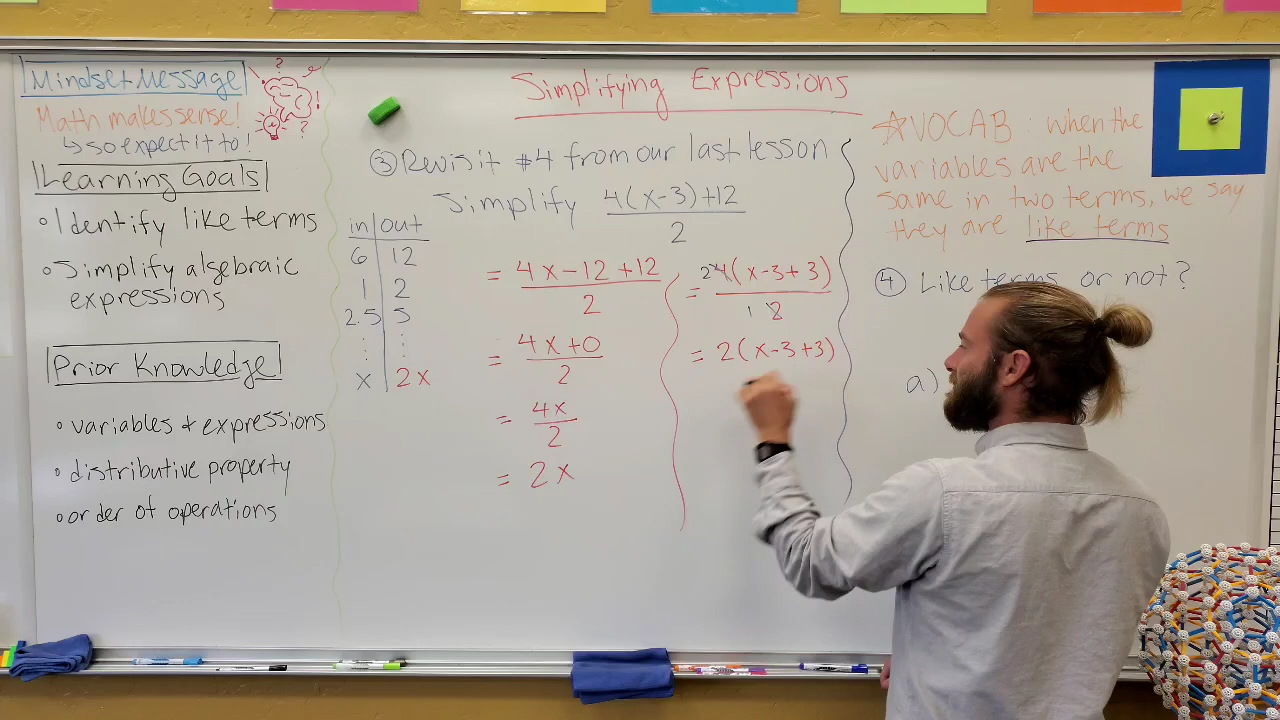 Mindset Message
Math makes sense!
↳ so expect it to!
? ! ?
Learning Goals
• Identify like terms
• Simplify algebraic
expressions
Prior Knowledge
• variables + expressions
• distributive property
• order of operations
Simplifying Expressions
③ Revisit #4 from our last lesson
Simplify 4(x-3)+12
2
in | out
6 | 12
1 | 2
2.5 | 5
⋮ | ⋮
x | 2x
= 4x-12+12
2
= 4x+0
2
= 4x
2
= 2x
= 2 4(x-3+3)
1 2
= 2(x-3+3)
☆VOCAB: when the
variables are the
same in two terms, we say
they are like terms
④ Like terms or not?
a)